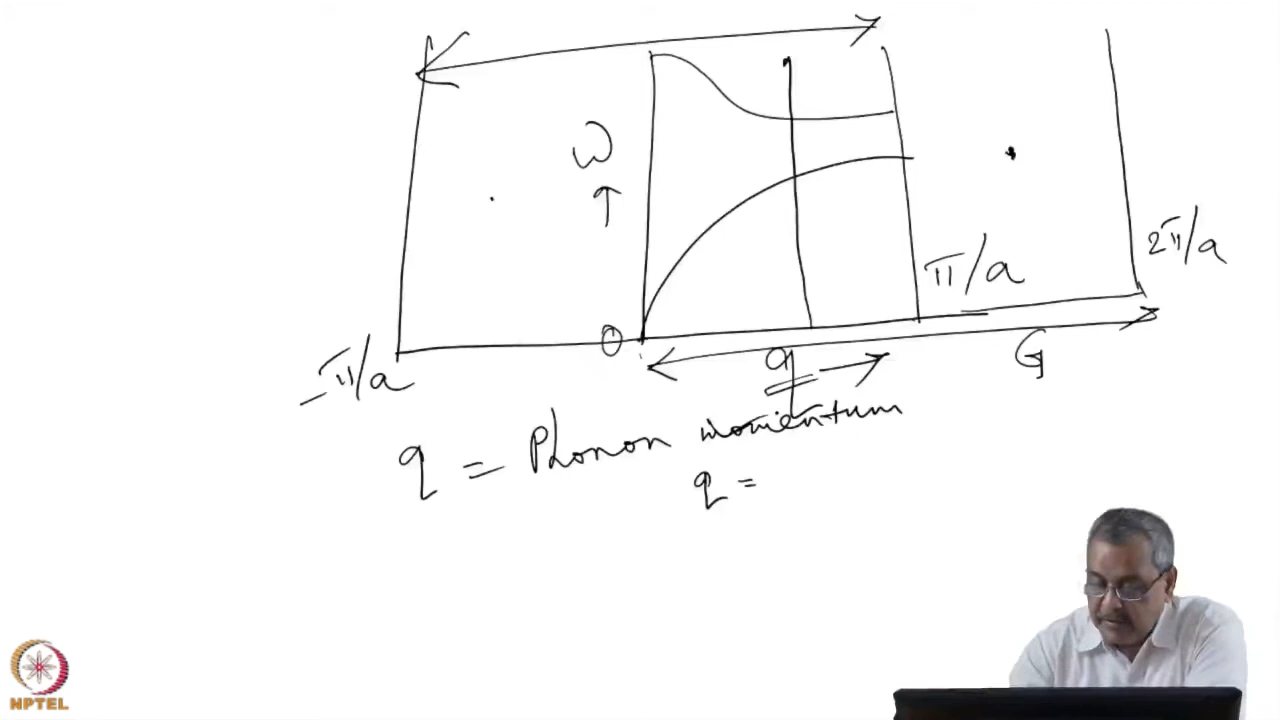 ω
↑
2π/a
π/a
0
-π/a
q →
G
q = Phonon momentum
q =
NPTEL